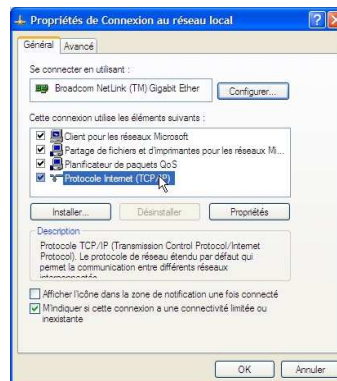 Propriétés de Connexion au réseau local
Général
Avancé
Se connecter en utilisant :
Broadcom NetLink (TM) Gigabit Ether
Configurer...
Cette connexion utilise les éléments suivants :
Client pour les réseaux Microsoft
Partage de fichiers et d'imprimantes pour les réseaux Mi...
Planificateur de paquets QoS
Protocole Internet (TCP/IP)
Installer...
Désinstaller
Propriétés
Description
Protocole TCP/IP (Transmission Control Protocol/Internet
Protocol). Le protocole de réseau étendu par défaut qui
permet la communication entre différents réseaux
interconnectés.
Afficher l'icône dans la zone de notification une fois connecté
M'indiquer si cette connexion a une connectivité limitée ou
inexistante
OK
Annuler